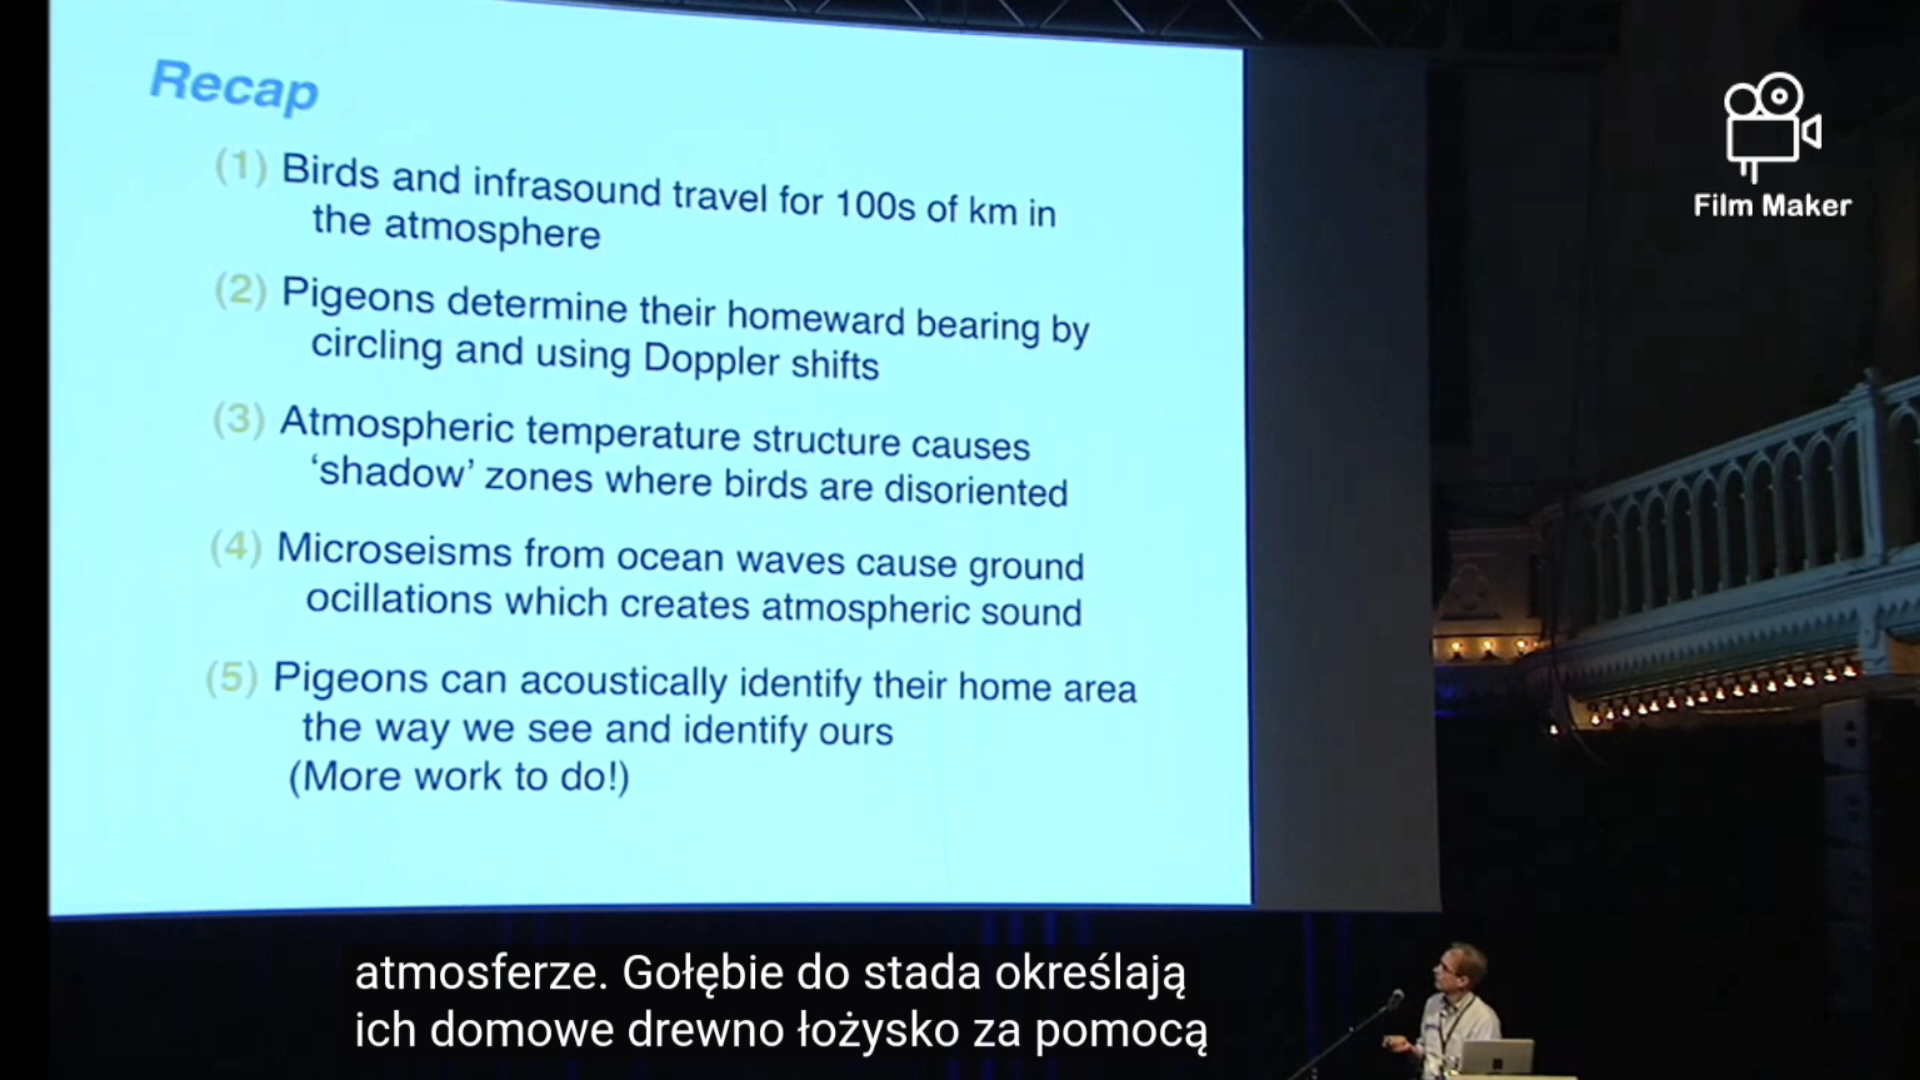 Recap
(1) Birds and infrasound travel for 100s of km in
the atmosphere
(2) Pigeons determine their homeward bearing by
circling and using Doppler shifts
(3) Atmospheric temperature structure causes
‘shadow’ zones where birds are disoriented
(4) Microseisms from ocean waves cause ground
ocillations which creates atmospheric sound
(5) Pigeons can acoustically identify their home area
the way we see and identify ours
(More work to do!)
Film Maker
atmosferze. Gołębie do stada określają
ich domowe drewno łożysko za pomocą